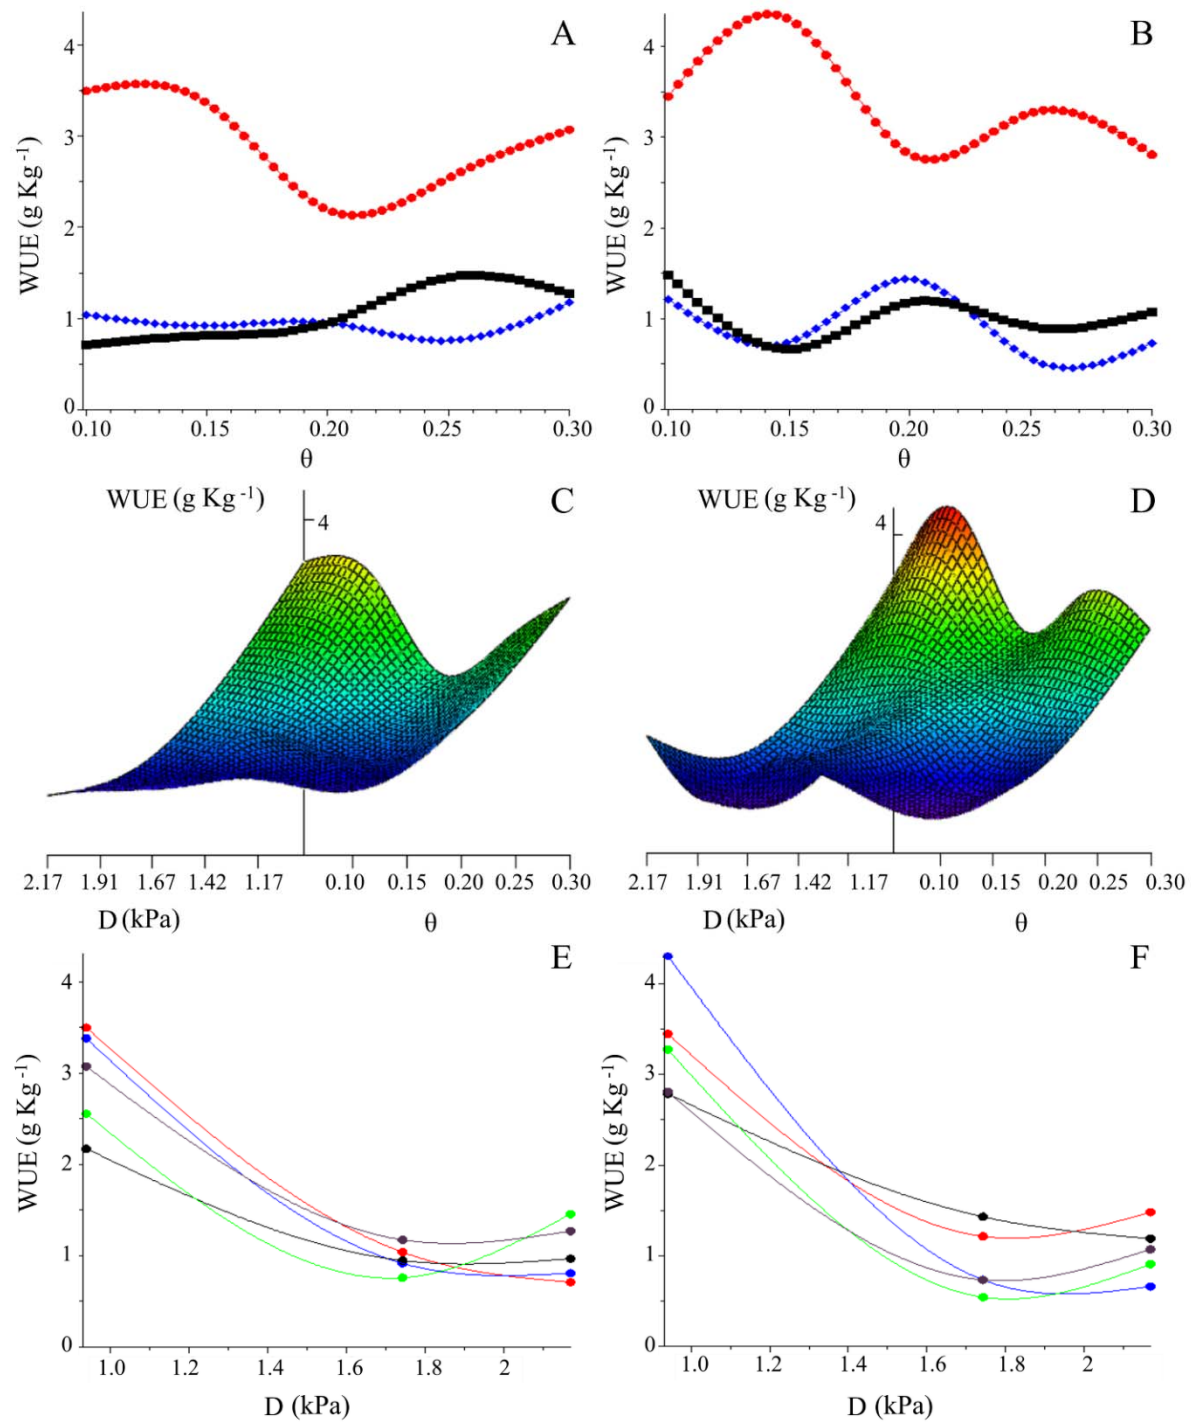 A
4
3
2
1
0
WUE (g Kg⁻¹)
0.10 0.15 0.20 0.25 0.30
θ
B
4
3
2
1
0
WUE (g Kg⁻¹)
0.10 0.15 0.20 0.25 0.30
θ
WUE (g Kg⁻¹) C
4
2.17 1.91 1.67 1.42 1.17 0.10 0.15 0.20 0.25 0.30
D (kPa) θ
WUE (g Kg⁻¹) D
4
2.17 1.91 1.67 1.42 1.17 0.10 0.15 0.20 0.25 0.30
D (kPa) θ
E
4
3
2
1
0
WUE (g Kg⁻¹)
1.0 1.2 1.4 1.6 1.8 2
D (kPa)
F
4
3
2
1
0
WUE (g Kg⁻¹)
1.0 1.2 1.4 1.6 1.8 2
D (kPa)